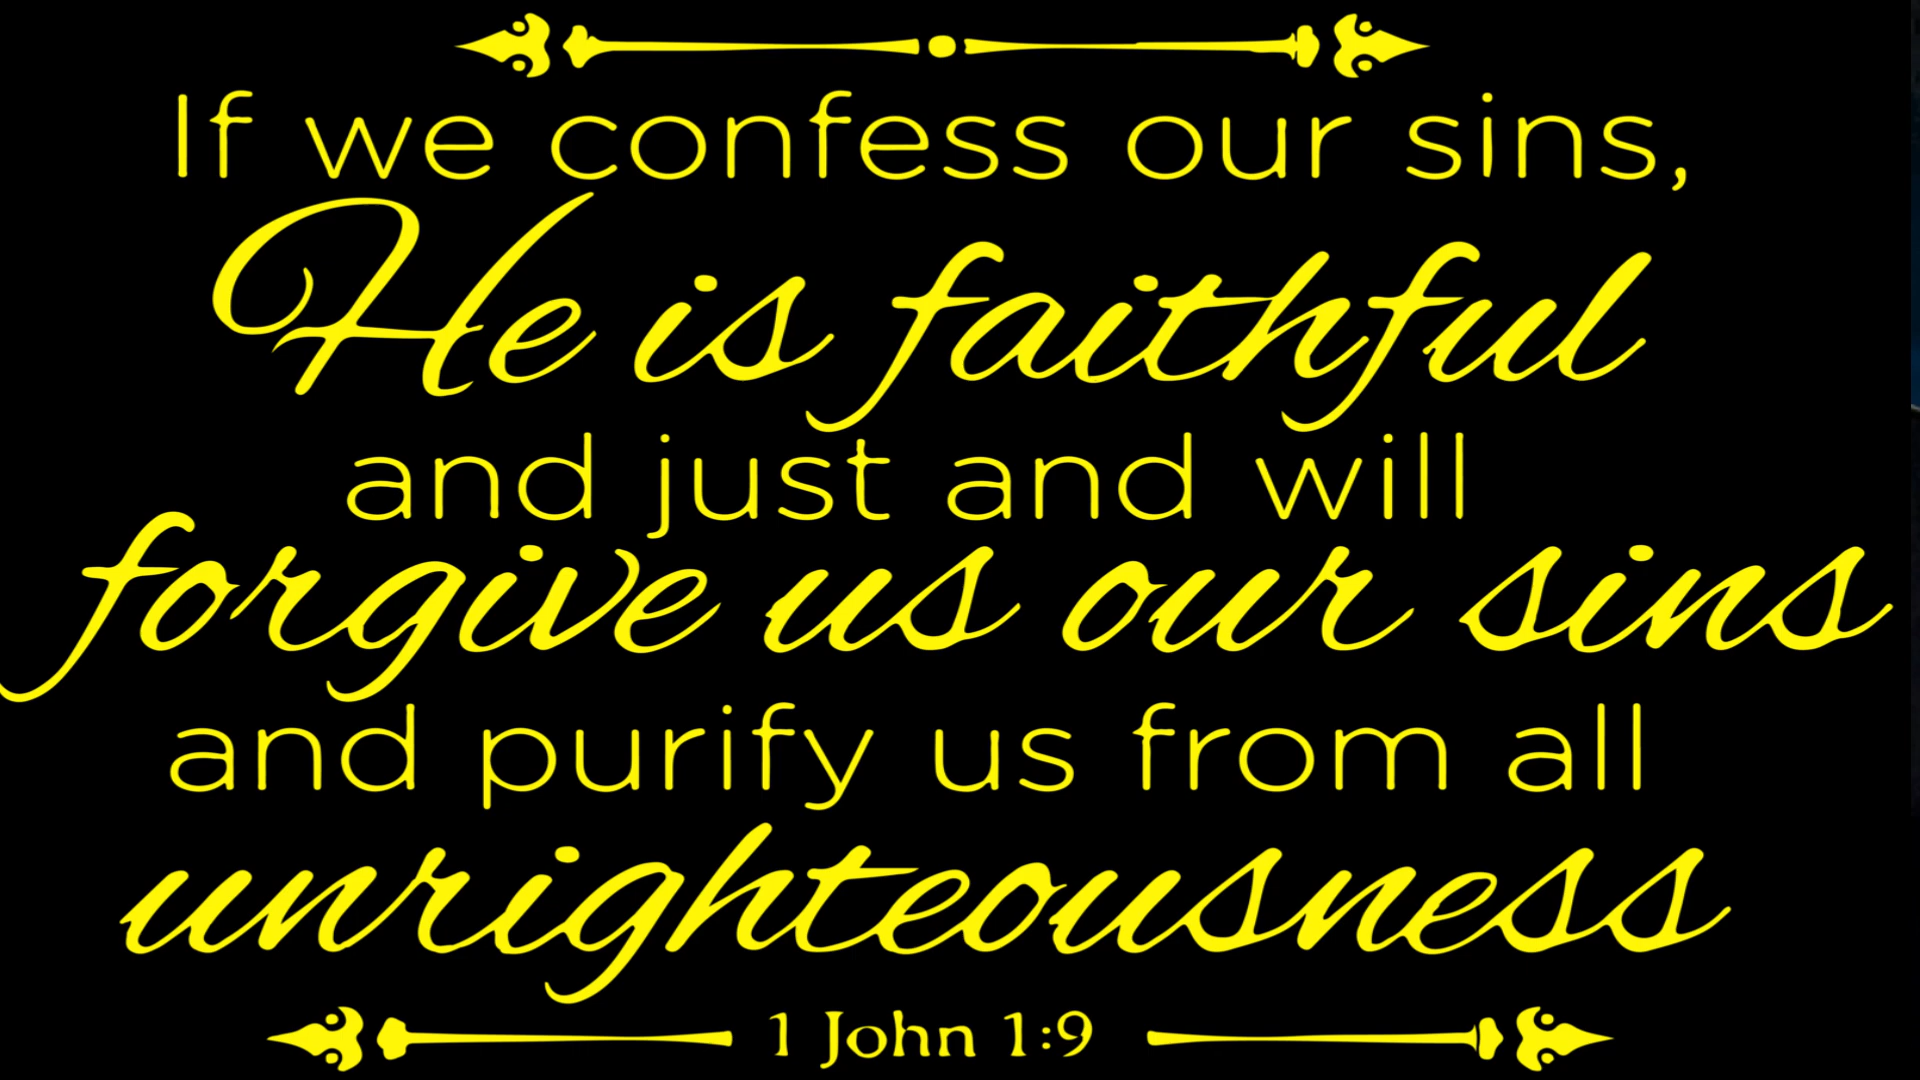 If we confess our sins,
He is faithful
and just and will
forgive us our sins
and purify us from all
unrighteousness
1 John 1:9